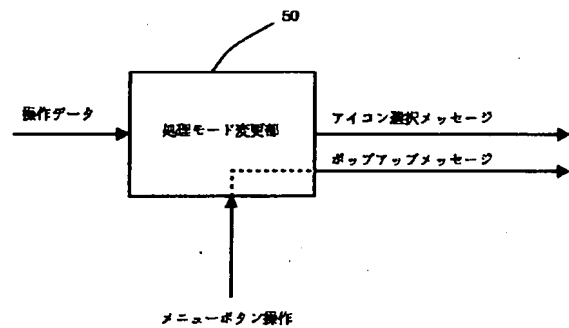 50
操作データ
処理モード変更部
アイコン選択メッセージ
ポップアップメッセージ
メニューボタン操作